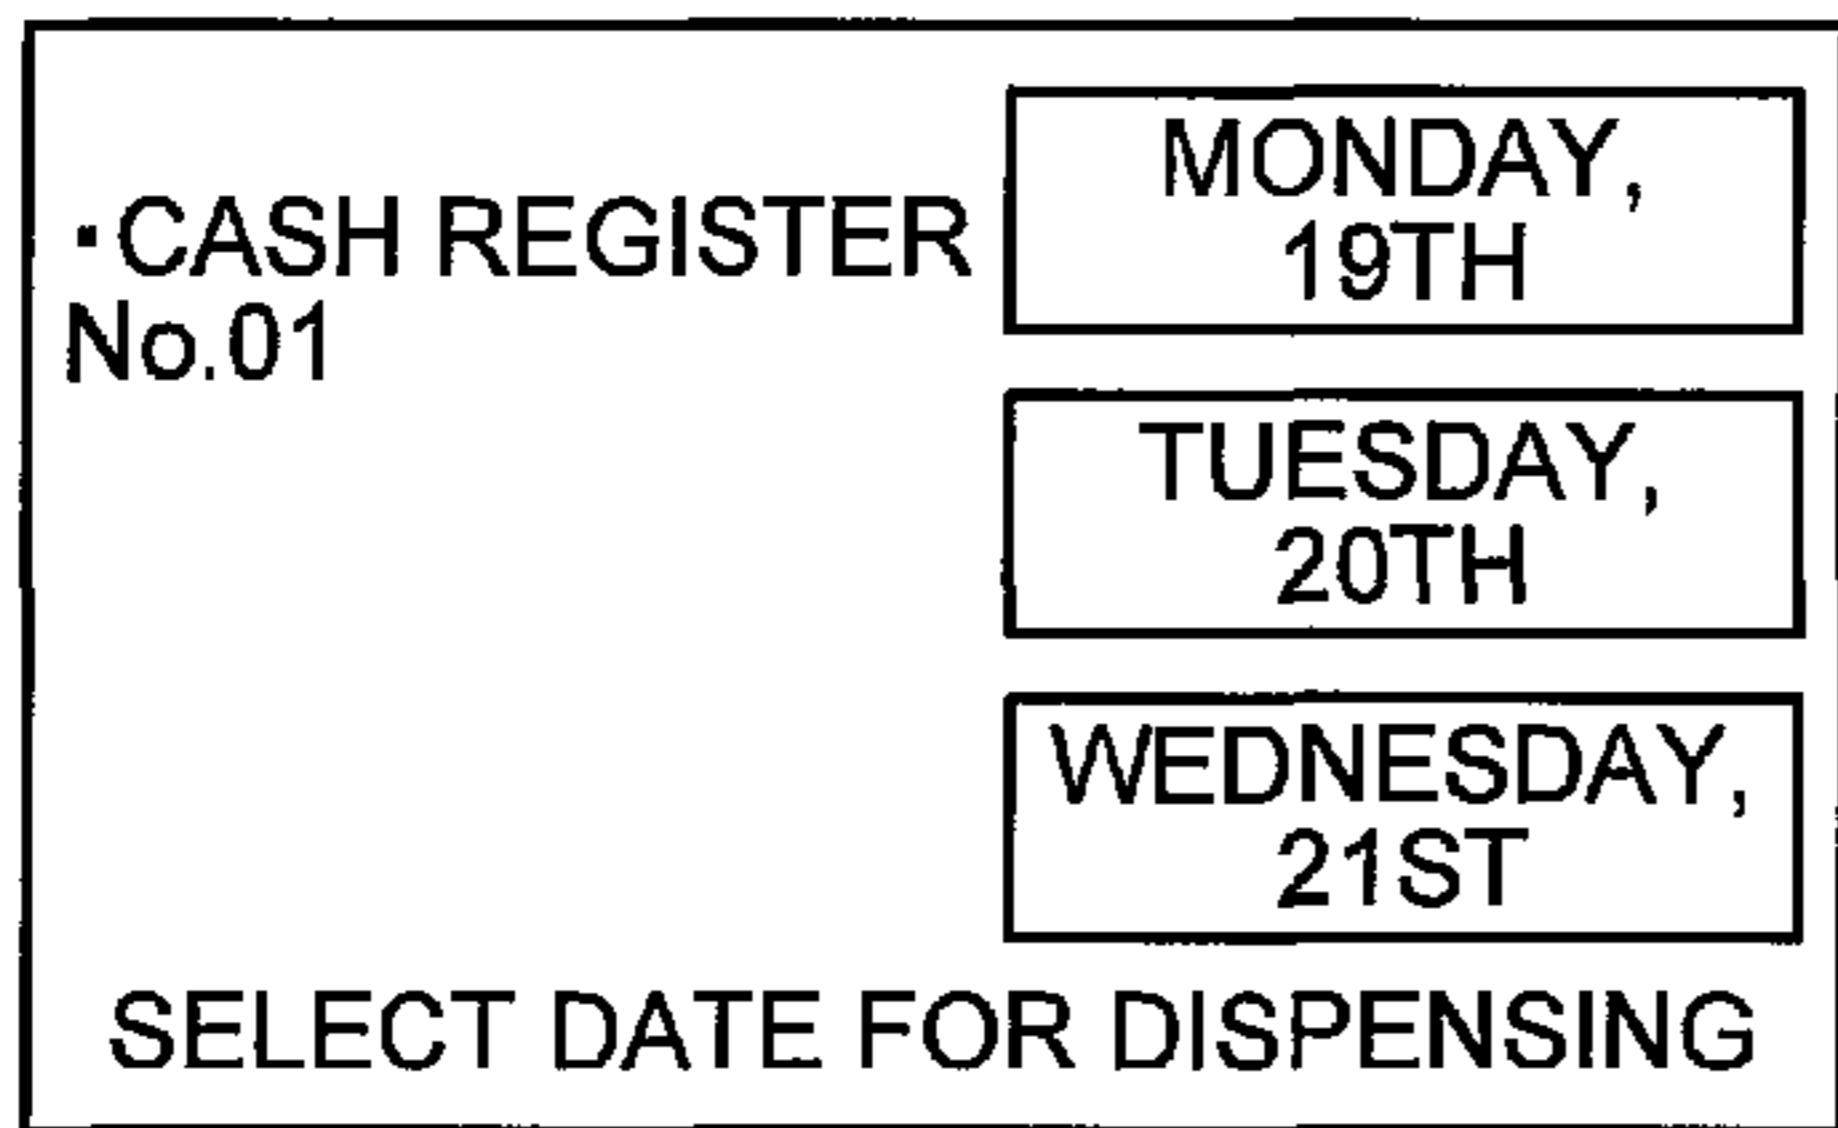 ▪CASH REGISTER
No.01
MONDAY,
19TH
TUESDAY,
20TH
WEDNESDAY,
21ST
SELECT DATE FOR DISPENSING